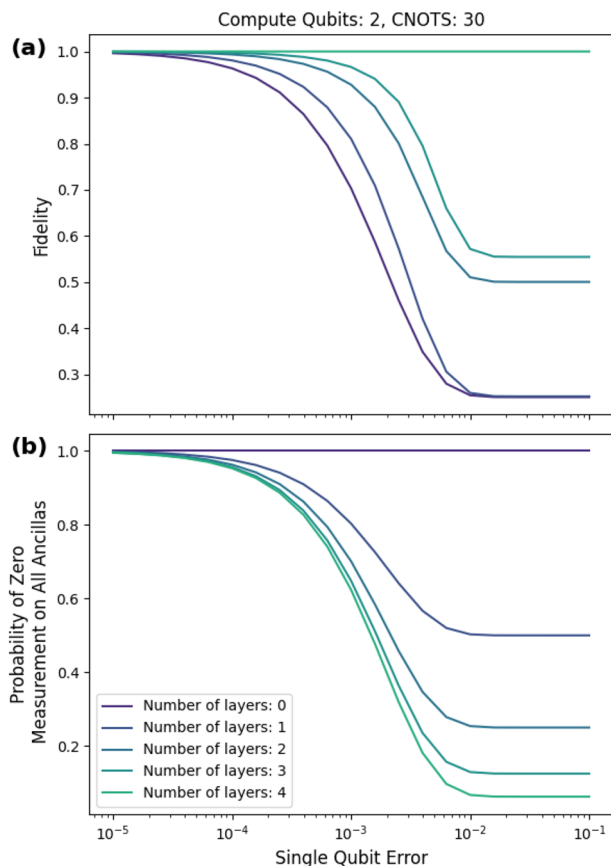 Compute Qubits: 2, CNOTS: 30
(a)
1.0
0.9
0.8
0.7
0.6
0.5
0.4
0.3
Fidelity
(b)
1.0
0.8
0.6
0.4
0.2
Probability of Zero
Measurement on All Ancillas
Number of layers: 0
Number of layers: 1
Number of layers: 2
Number of layers: 3
Number of layers: 4
10⁻⁵
10⁻⁴
10⁻³
10⁻²
10⁻¹
Single Qubit Error